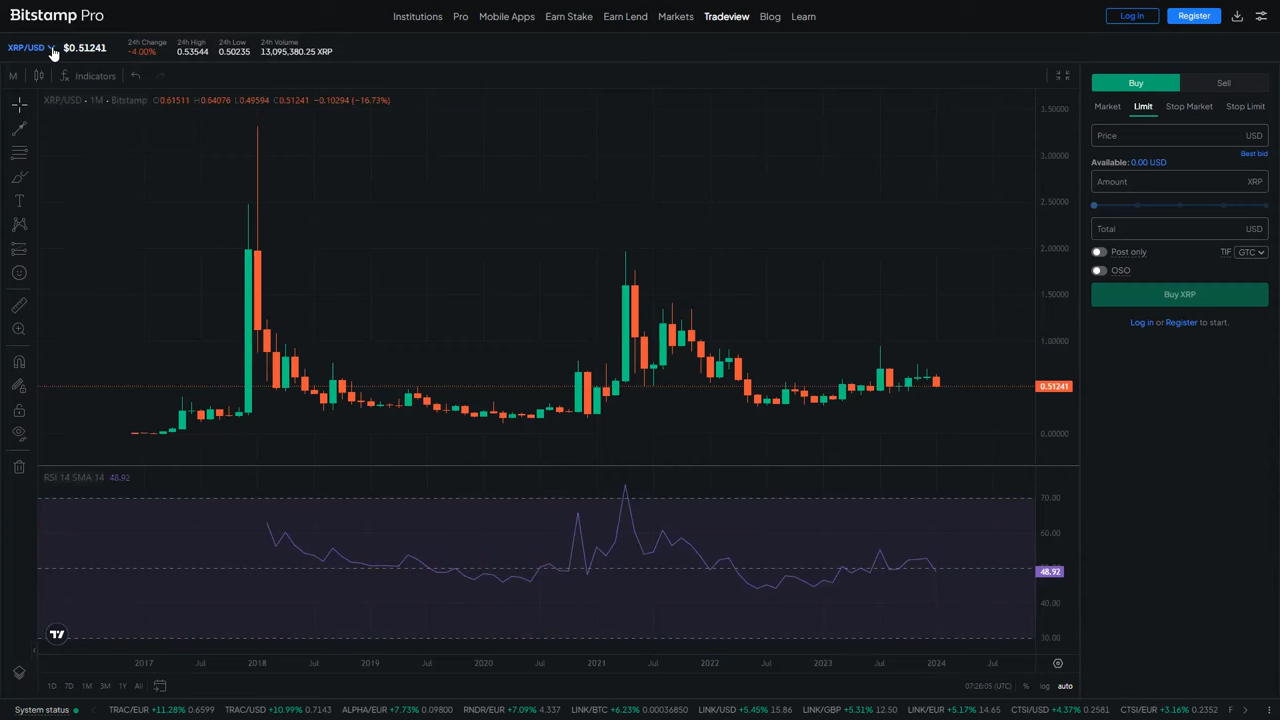 Bitstamp Pro
Institutions Pro Mobile Apps Earn Stake Earn Lend Markets Tradeview Blog Learn
Log in Register
XRP/USD $0.51241
24h Change 24h High 24h Low 24h Volume
-4.00% 0.53544 0.50235 13,095,380.25 XRP
M Indicators
XRP/USD · 1M · Bitstamp O0.61511 H0.64076 L0.49594 C0.51241 −0.10294 (−16.73%)
3.50000
3.00000
2.50000
2.00000
1.50000
1.00000
0.51241
0.00000
RSI 14 SMA 14 48.92
70.00
60.00
48.92
40.00
30.00
2017 Jul 2018 Jul 2019 Jul 2020 Jul 2021 Jul 2022 Jul 2023 Jul 2024 Jul
1D 7D 1M 3M 1Y All
07:26:05 (UTC) % log auto
Buy Sell
Market Limit Stop Market Stop Limit
Price USD
Best bid
Available: 0.00 USD
Amount XRP
Total USD
Post only TIF GTC
OSO
Buy XRP
Log in or Register to start.
System status TRAC/EUR +11.28% 0.6599 TRAC/USD +10.99% 0.7143 ALPHA/EUR +7.73% 0.09800 RNDR/EUR +7.09% 4.337 LINK/BTC +6.23% 0.00036850 LINK/USD +5.45% 15.86 LINK/GBP +5.31% 12.50 LINK/EUR +5.17% 14.65 CTSI/USD +4.37% 0.2581 CTSI/EUR +3.16% 0.2352 F